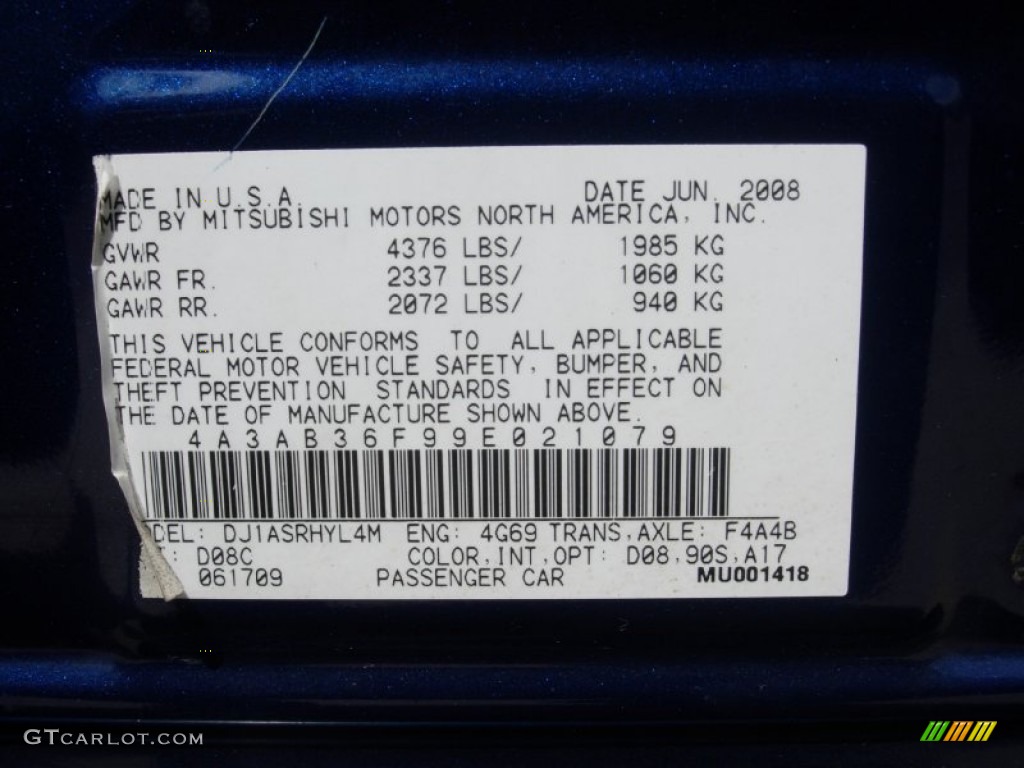 MADE IN U.S.A. DATE JUN. 2008
MFD BY MITSUBISHI MOTORS NORTH AMERICA, INC.
GVWR 4376 LBS/ 1985 KG
GAWR FR. 2337 LBS/ 1060 KG
GAWR RR. 2072 LBS/ 940 KG
THIS VEHICLE CONFORMS TO ALL APPLICABLE
FEDERAL MOTOR VEHICLE SAFETY, BUMPER, AND
THEFT PREVENTION STANDARDS IN EFFECT ON
THE DATE OF MANUFACTURE SHOWN ABOVE.
4A3AB36F99E021079
DEL: DJ1ASRHYL4M ENG: 4G69 TRANS,AXLE: F4A4B
: D08C COLOR,INT,OPT: D08,90S,A17
061709 PASSENGER CAR MU001418
GTCARLOT.COM